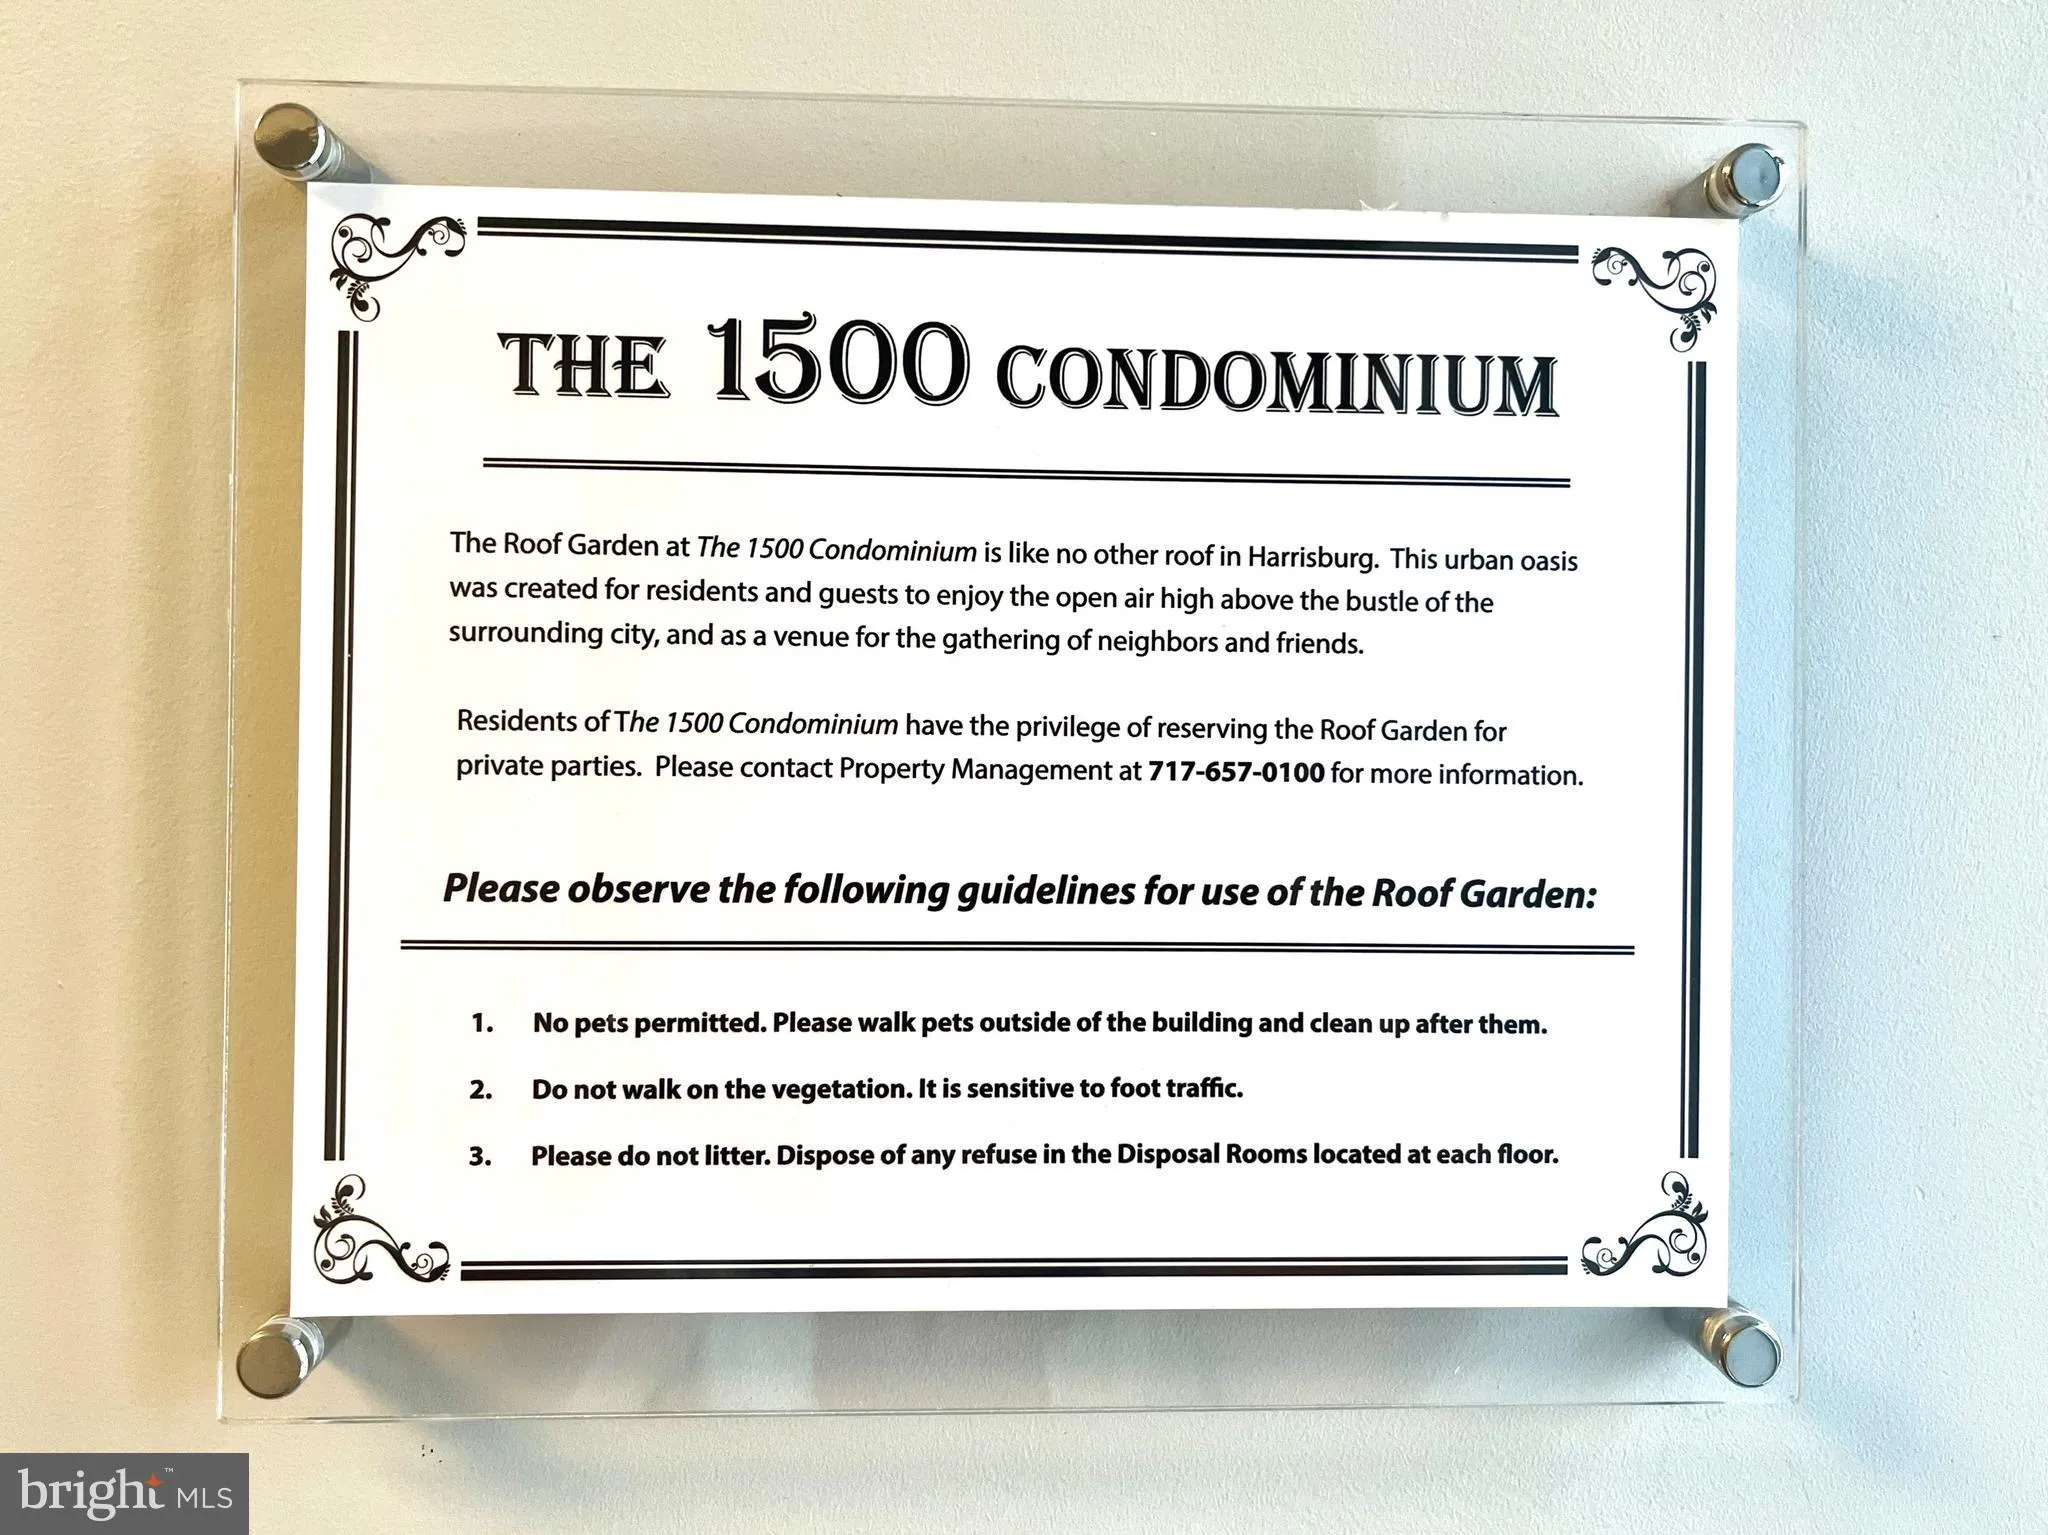 THE 1500 CONDOMINIUM
The Roof Garden at The 1500 Condominium is like no other roof in Harrisburg. This urban oasis
was created for residents and guests to enjoy the open air high above the bustle of the
surrounding city, and as a venue for the gathering of neighbors and friends.
Residents of The 1500 Condominium have the privilege of reserving the Roof Garden for
private parties. Please contact Property Management at 717-657-0100 for more information.
Please observe the following guidelines for use of the Roof Garden:
1. No pets permitted. Please walk pets outside of the building and clean up after them.
2. Do not walk on the vegetation. It is sensitive to foot traffic.
3. Please do not litter. Dispose of any refuse in the Disposal Rooms located at each floor.
bright™ MLS